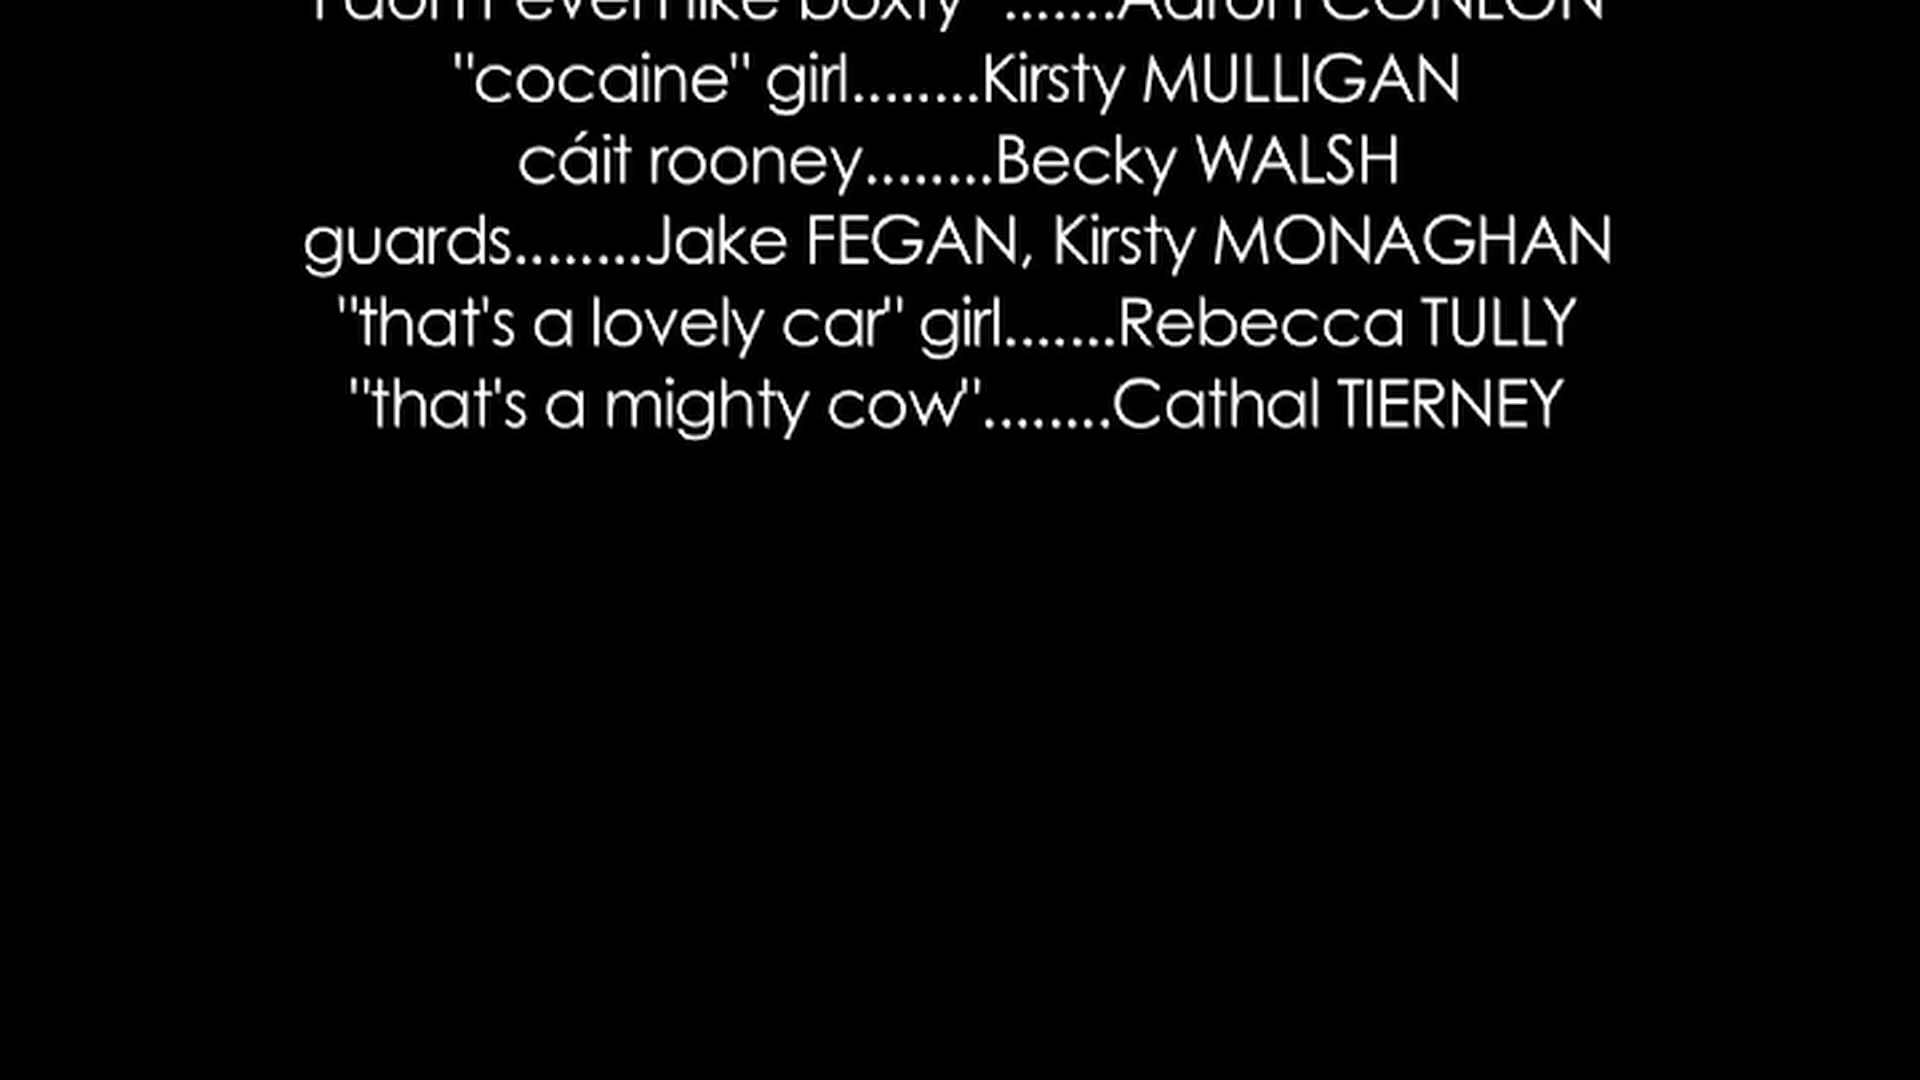 I don't even like boxty" .......Aaron CONLON
"cocaine" girl........Kirsty MULLIGAN
cáit rooney........Becky WALSH
guards........Jake FEGAN, Kirsty MONAGHAN
"that's a lovely car" girl.......Rebecca TULLY
"that's a mighty cow"........Cathal TIERNEY